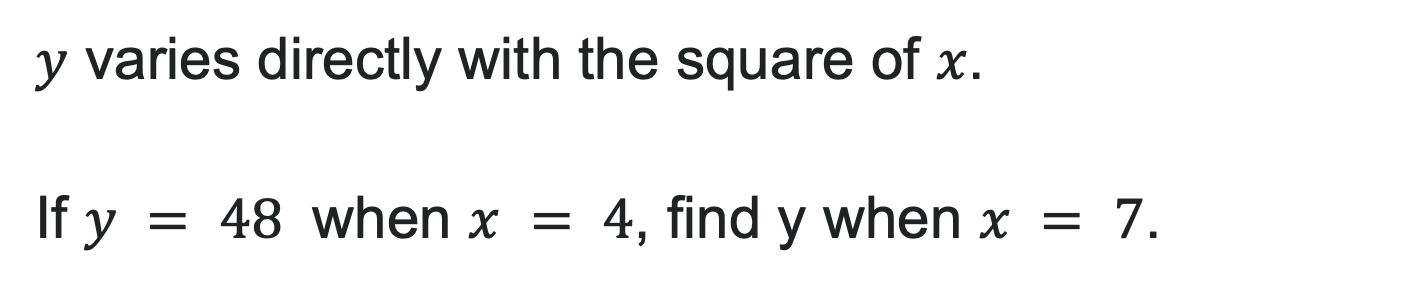 y varies directly with the square of x.
If y = 48 when x = 4, find y when x = 7.